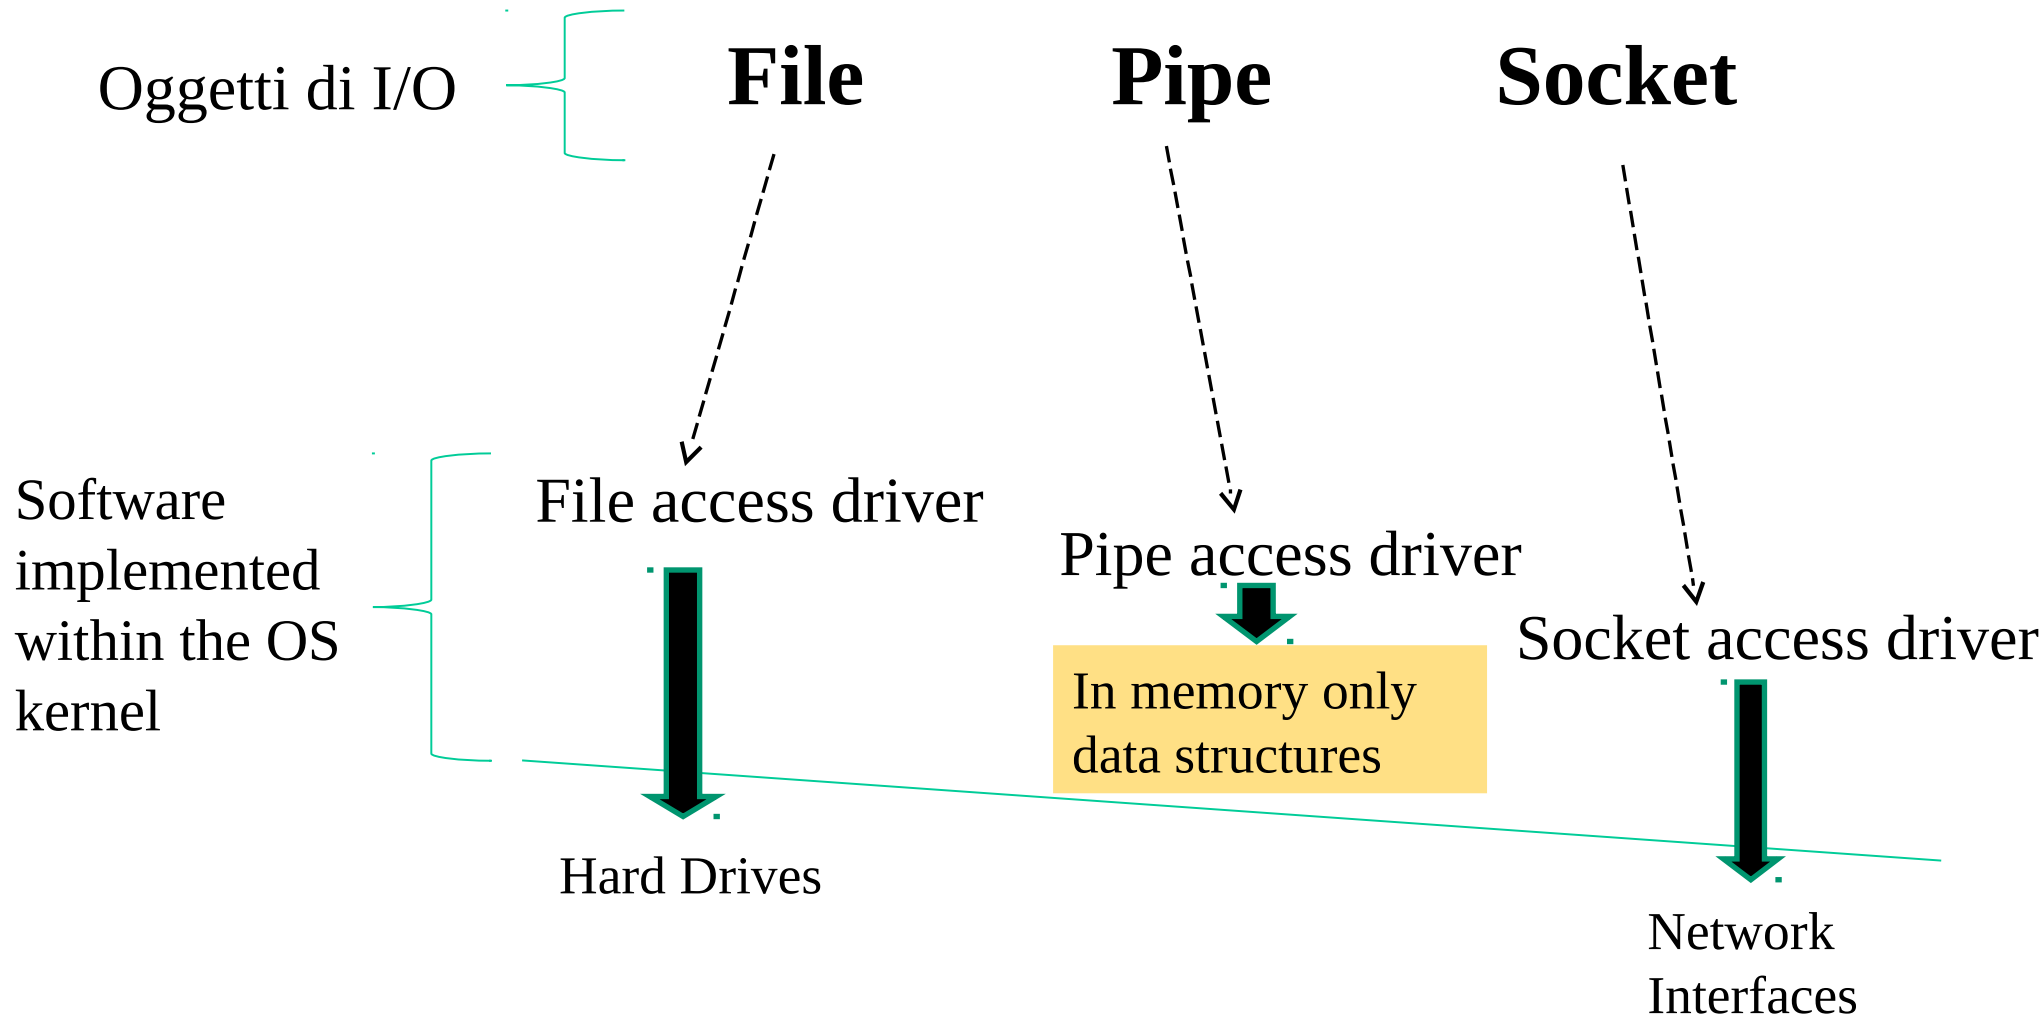 Oggetti di I/O
File
Pipe
Socket
Software
implemented
within the OS
kernel
File access driver
Pipe access driver
Socket access driver
In memory only
data structures
Hard Drives
Network
Interfaces